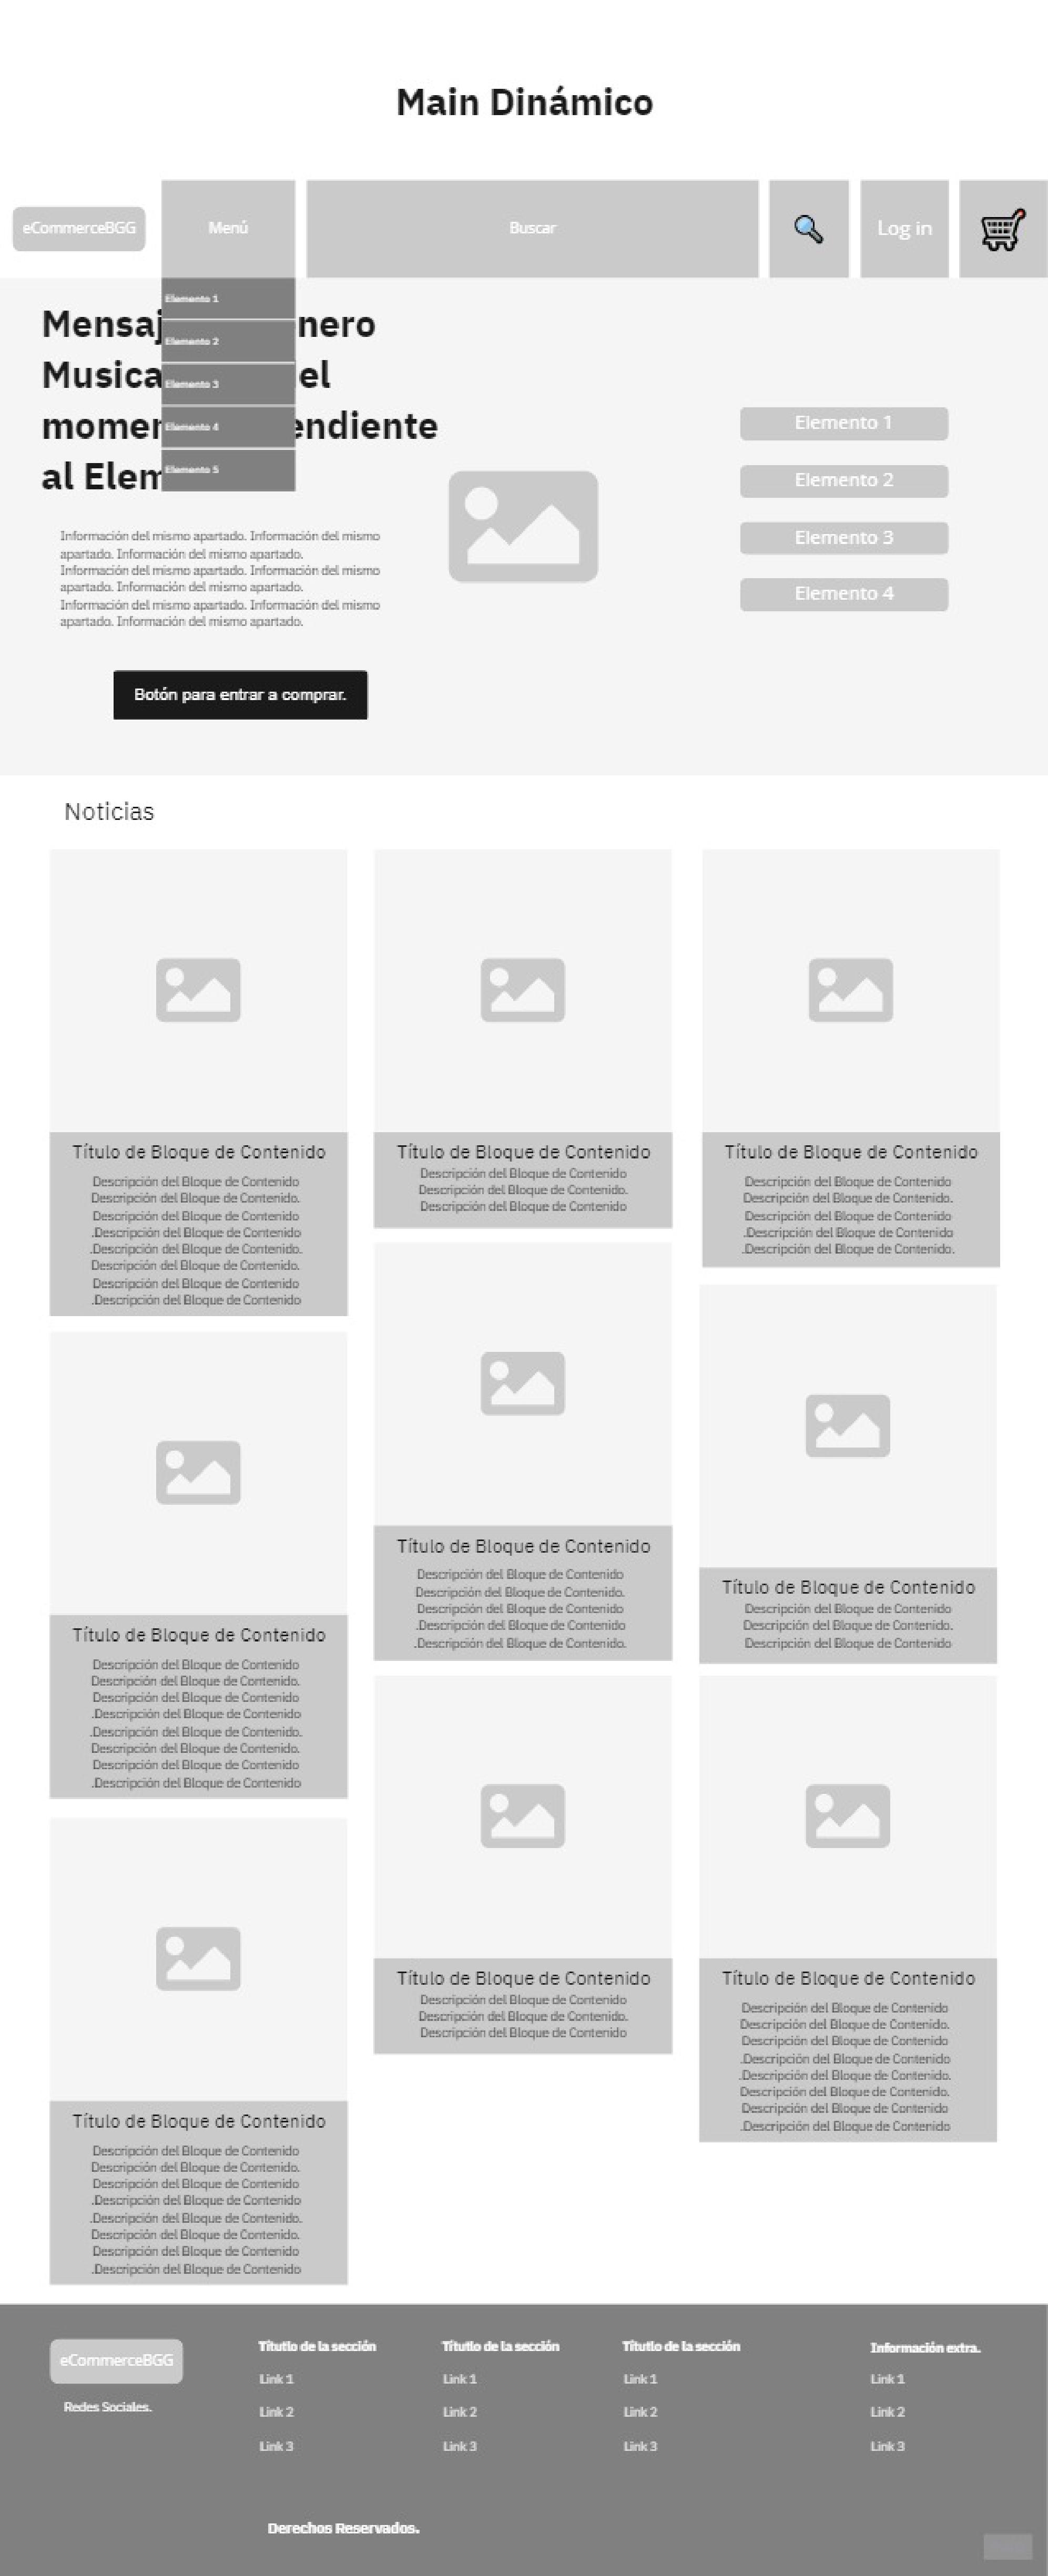 Main Dinámico
eCommerceBGG
Menú
Buscar
Log in
Elemento 1
Elemento 2
Elemento 3
Elemento 4
Elemento 5
Mensaj nero
Musica el
momen endiente
al Elem
Información del mismo apartado. Información del mismo
apartado. Información del mismo apartado.
Información del mismo apartado. Información del mismo
apartado. Información del mismo apartado.
Información del mismo apartado. Información del mismo
apartado. Información del mismo apartado.
Botón para entrar a comprar.
Elemento 1
Elemento 2
Elemento 3
Elemento 4
Noticias
Título de Bloque de Contenido
Descripción del Bloque de Contenido
Descripción del Bloque de Contenido.
Descripción del Bloque de Contenido
.Descripción del Bloque de Contenido
.Descripción del Bloque de Contenido.
Descripción del Bloque de Contenido.
Descripción del Bloque de Contenido
.Descripción del Bloque de Contenido
Título de Bloque de Contenido
Descripción del Bloque de Contenido
Descripción del Bloque de Contenido.
Descripción del Bloque de Contenido
Título de Bloque de Contenido
Descripción del Bloque de Contenido
Descripción del Bloque de Contenido.
Descripción del Bloque de Contenido
.Descripción del Bloque de Contenido
.Descripción del Bloque de Contenido.
Título de Bloque de Contenido
Descripción del Bloque de Contenido
Descripción del Bloque de Contenido.
Descripción del Bloque de Contenido
.Descripción del Bloque de Contenido
.Descripción del Bloque de Contenido.
Descripción del Bloque de Contenido.
Descripción del Bloque de Contenido
.Descripción del Bloque de Contenido
Título de Bloque de Contenido
Descripción del Bloque de Contenido
Descripción del Bloque de Contenido.
Descripción del Bloque de Contenido
.Descripción del Bloque de Contenido
.Descripción del Bloque de Contenido.
Título de Bloque de Contenido
Descripción del Bloque de Contenido
Descripción del Bloque de Contenido.
Descripción del Bloque de Contenido
Título de Bloque de Contenido
Descripción del Bloque de Contenido
Descripción del Bloque de Contenido.
Descripción del Bloque de Contenido
.Descripción del Bloque de Contenido
.Descripción del Bloque de Contenido.
Descripción del Bloque de Contenido.
Descripción del Bloque de Contenido
.Descripción del Bloque de Contenido
Título de Bloque de Contenido
Descripción del Bloque de Contenido
Descripción del Bloque de Contenido.
Descripción del Bloque de Contenido
Título de Bloque de Contenido
Descripción del Bloque de Contenido
Descripción del Bloque de Contenido.
Descripción del Bloque de Contenido
.Descripción del Bloque de Contenido
.Descripción del Bloque de Contenido.
Descripción del Bloque de Contenido.
Descripción del Bloque de Contenido
.Descripción del Bloque de Contenido
eCommerceBGG
Redes Sociales.
Títutlo de la sección
Link 1
Link 2
Link 3
Títutlo de la sección
Link 1
Link 2
Link 3
Títutlo de la sección
Link 1
Link 2
Link 3
Información extra.
Link 1
Link 2
Link 3
Derechos Reservados.